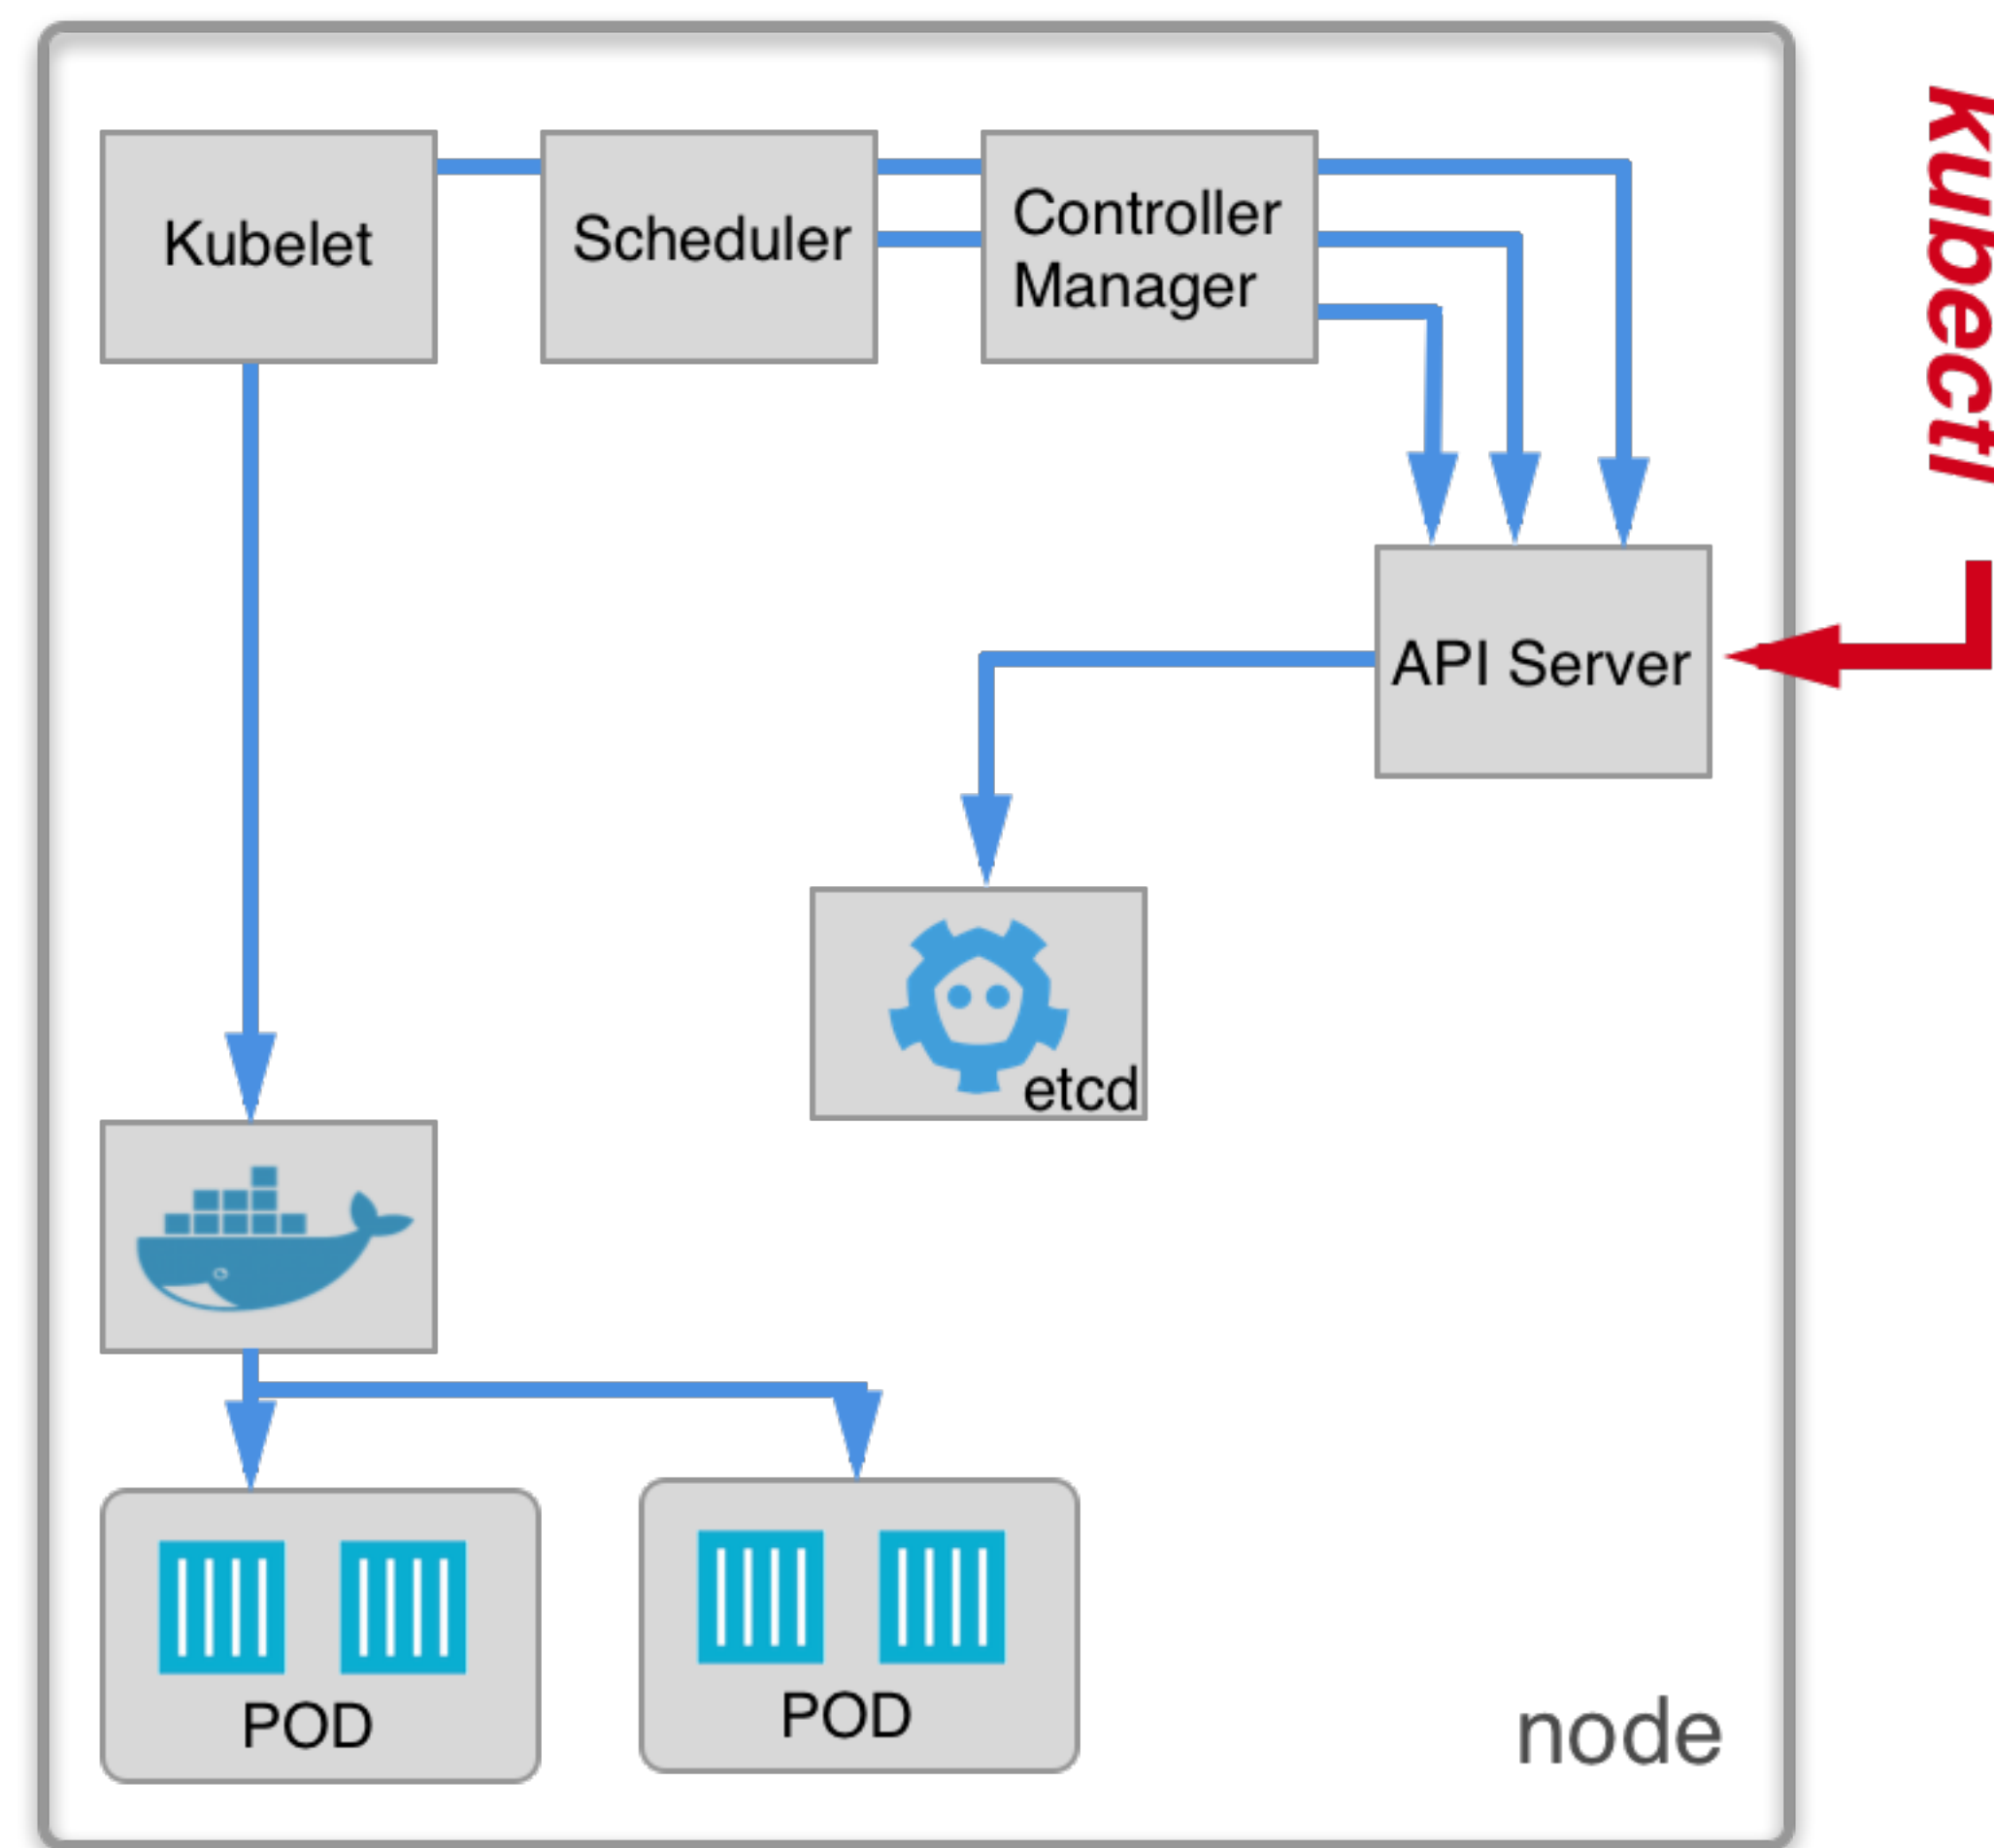 Kubelet
Scheduler
Controller
Manager
kubectl
API Server
etcd
POD
POD
node